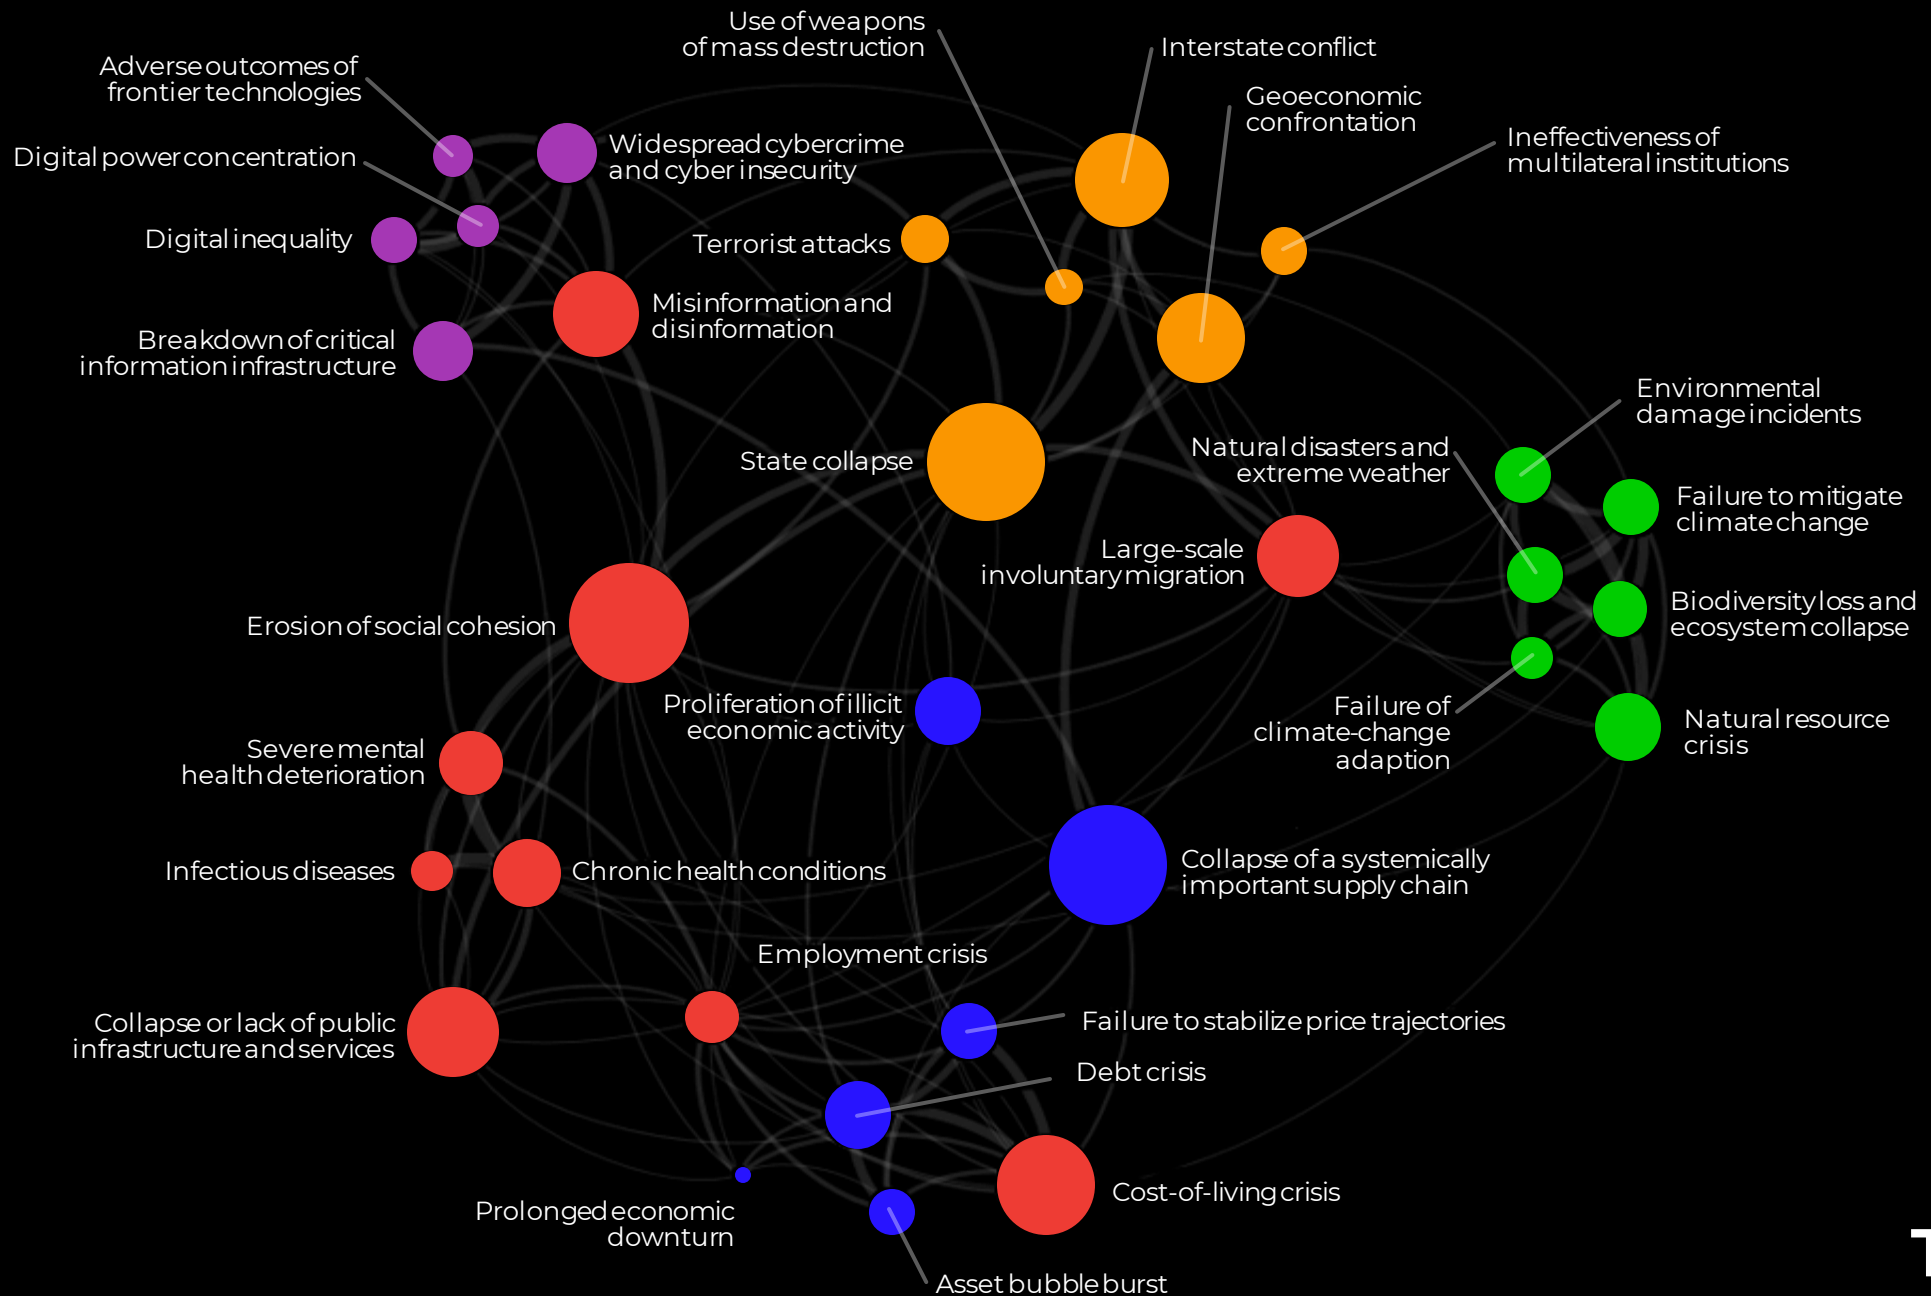 Use of weapons
of mass destruction
Interstate conflict
Adverse outcomes of
frontier technologies
Geoeconomic
confrontation
Ineffectiveness of
multilateral institutions
Widespread cybercrime
and cyber insecurity
Digital power concentration
Digital inequality
Terrorist attacks
Misinformation and
disinformation
Breakdown of critical
information infrastructure
Environmental
damage incidents
Natural disasters and
extreme weather
State collapse
Failure to mitigate
climate change
Large-scale
involuntary migration
Biodiversity loss and
ecosystem collapse
Erosion of social cohesion
Proliferation of illicit
economic activity
Failure of
climate-change
adaption
Natural resource
crisis
Severe mental
health deterioration
Infectious diseases
Chronic health conditions
Collapse of a systemically
important supply chain
Employment crisis
Collapse or lack of public
infrastructure and services
Failure to stabilize price trajectories
Debt crisis
Cost-of-living crisis
Prolonged economic
downturn
Asset bubble burst